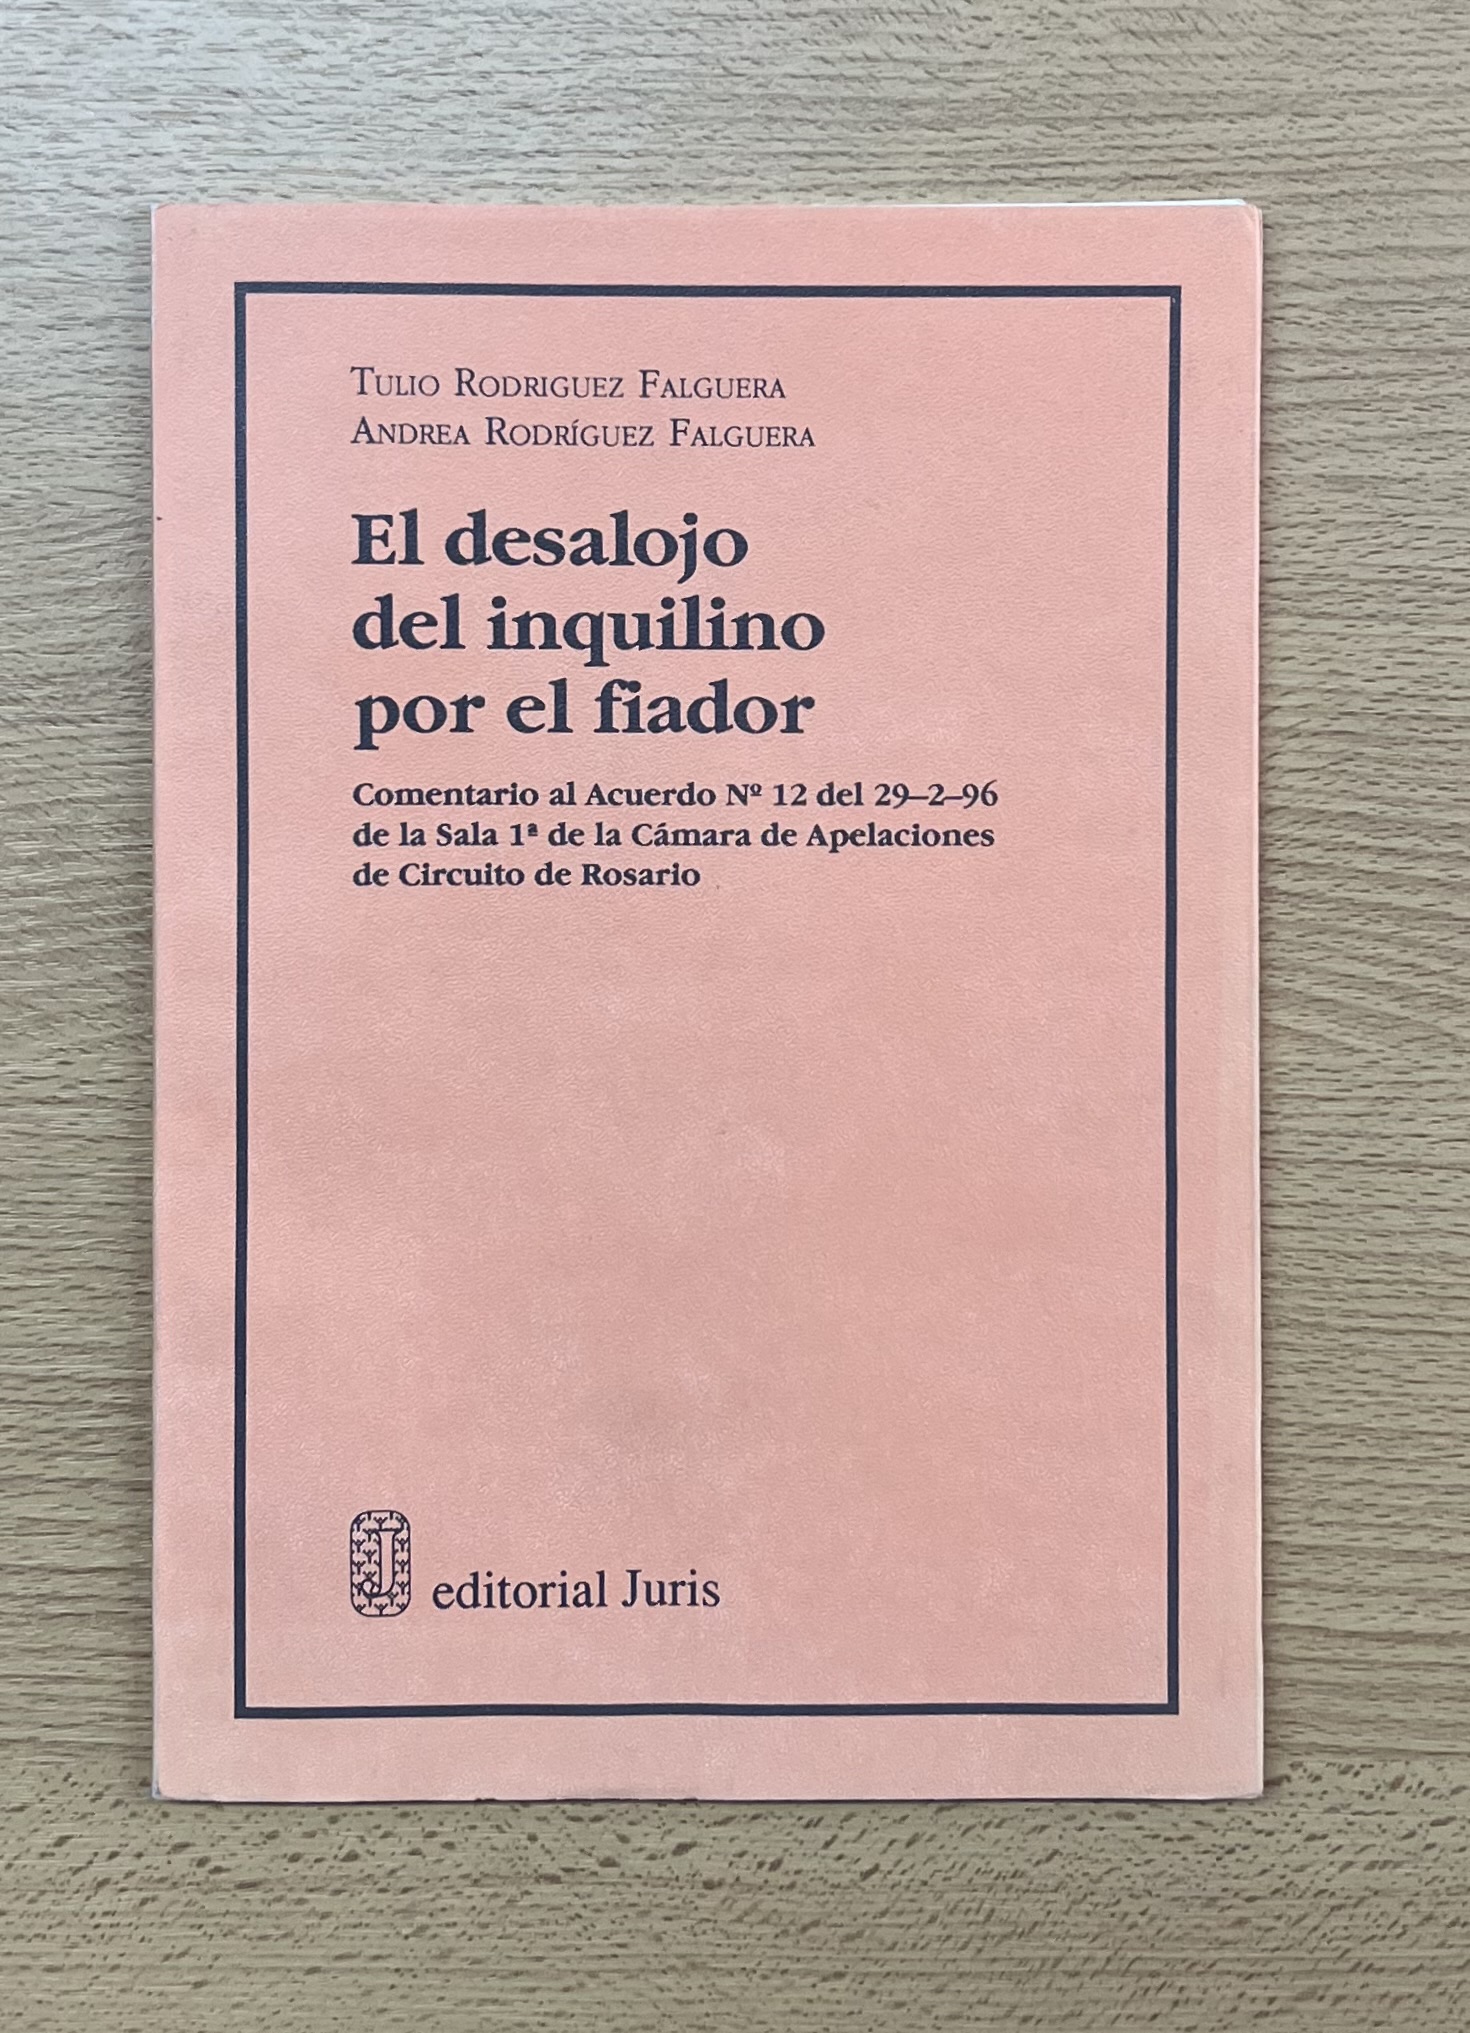 TULIO RODRIGUEZ FALGUERA
ANDREA RODRÍGUEZ FALGUERA
El desalojo
del inquilino
por el fiador
Comentario al Acuerdo Nº 12 del 29–2–96
de la Sala 1ª de la Cámara de Apelaciones
de Circuito de Rosario
J editorial Juris